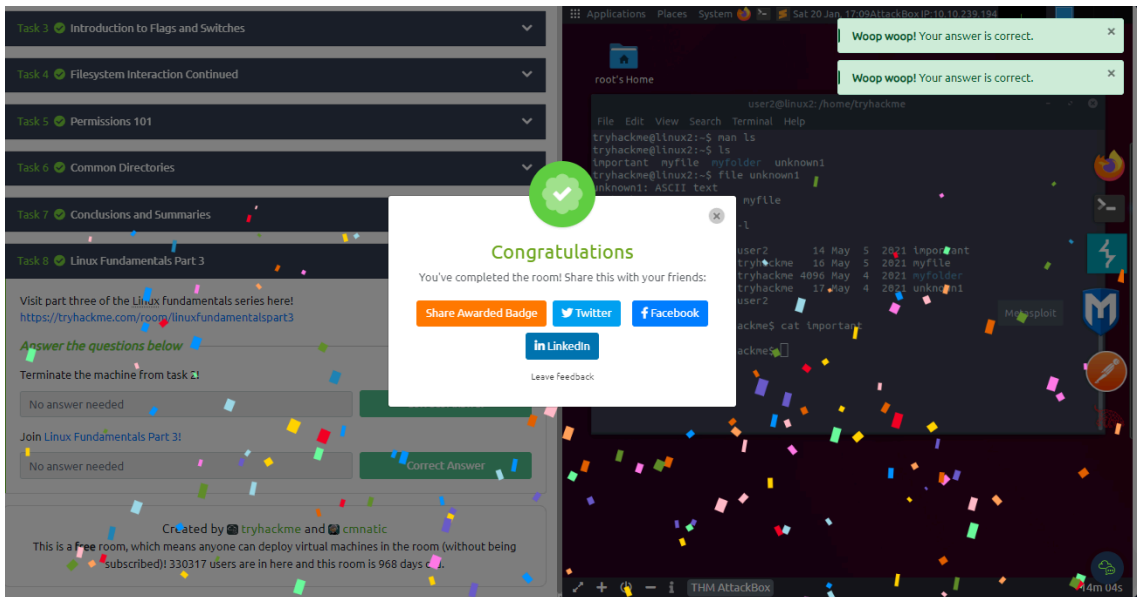 Task 3 Introduction to Flags and Switches
Task 4 Filesystem Interaction Continued
Task 5 Permissions 101
Task 6 Common Directories
Task 7 Conclusions and Summaries
Task 8 Linux Fundamentals Part 3
Visit part three of the Linux fundamentals series here!
https://tryhackme.com/room/linuxfundamentalspart3
Answer the questions below
Terminate the machine from task 2!
No answer needed
Join Linux Fundamentals Part 3!
No answer needed
Correct Answer
Created by tryhackme and cmnatic
This is a free room, which means anyone can deploy virtual machines in the room (without being
subscribed)! 330317 users are in here and this room is 968 days
Congratulations
You've completed the room! Share this with your friends:
Share Awarded Badge
Twitter
Facebook
in LinkedIn
Leave feedback
Applications Places System Sat 20 Jan, 17:09 AttackBox IP:10.10.239.194
Woop woop! Your answer is correct.
Woop woop! Your answer is correct.
root's Home
user2@linux2: /home/tryhackme
File Edit View Search Terminal Help
tryhackme@linux2:~$ man ls
tryhackme@linux2:~$ ls
important myfile myfolder unknown1
tryhackme@linux2:~$ file unknown1
unknown1: ASCII text
myfile
-l
user2 14 May 5 2021 important
tryhackme 16 May 5 2021 myfile
tryhackme 4096 May 4 2021 myfolder
tryhackme 17 May 4 2021 unknown1
user2
ackme$ cat important
ackme$
Metasploit
THM AttackBox
14m 04s